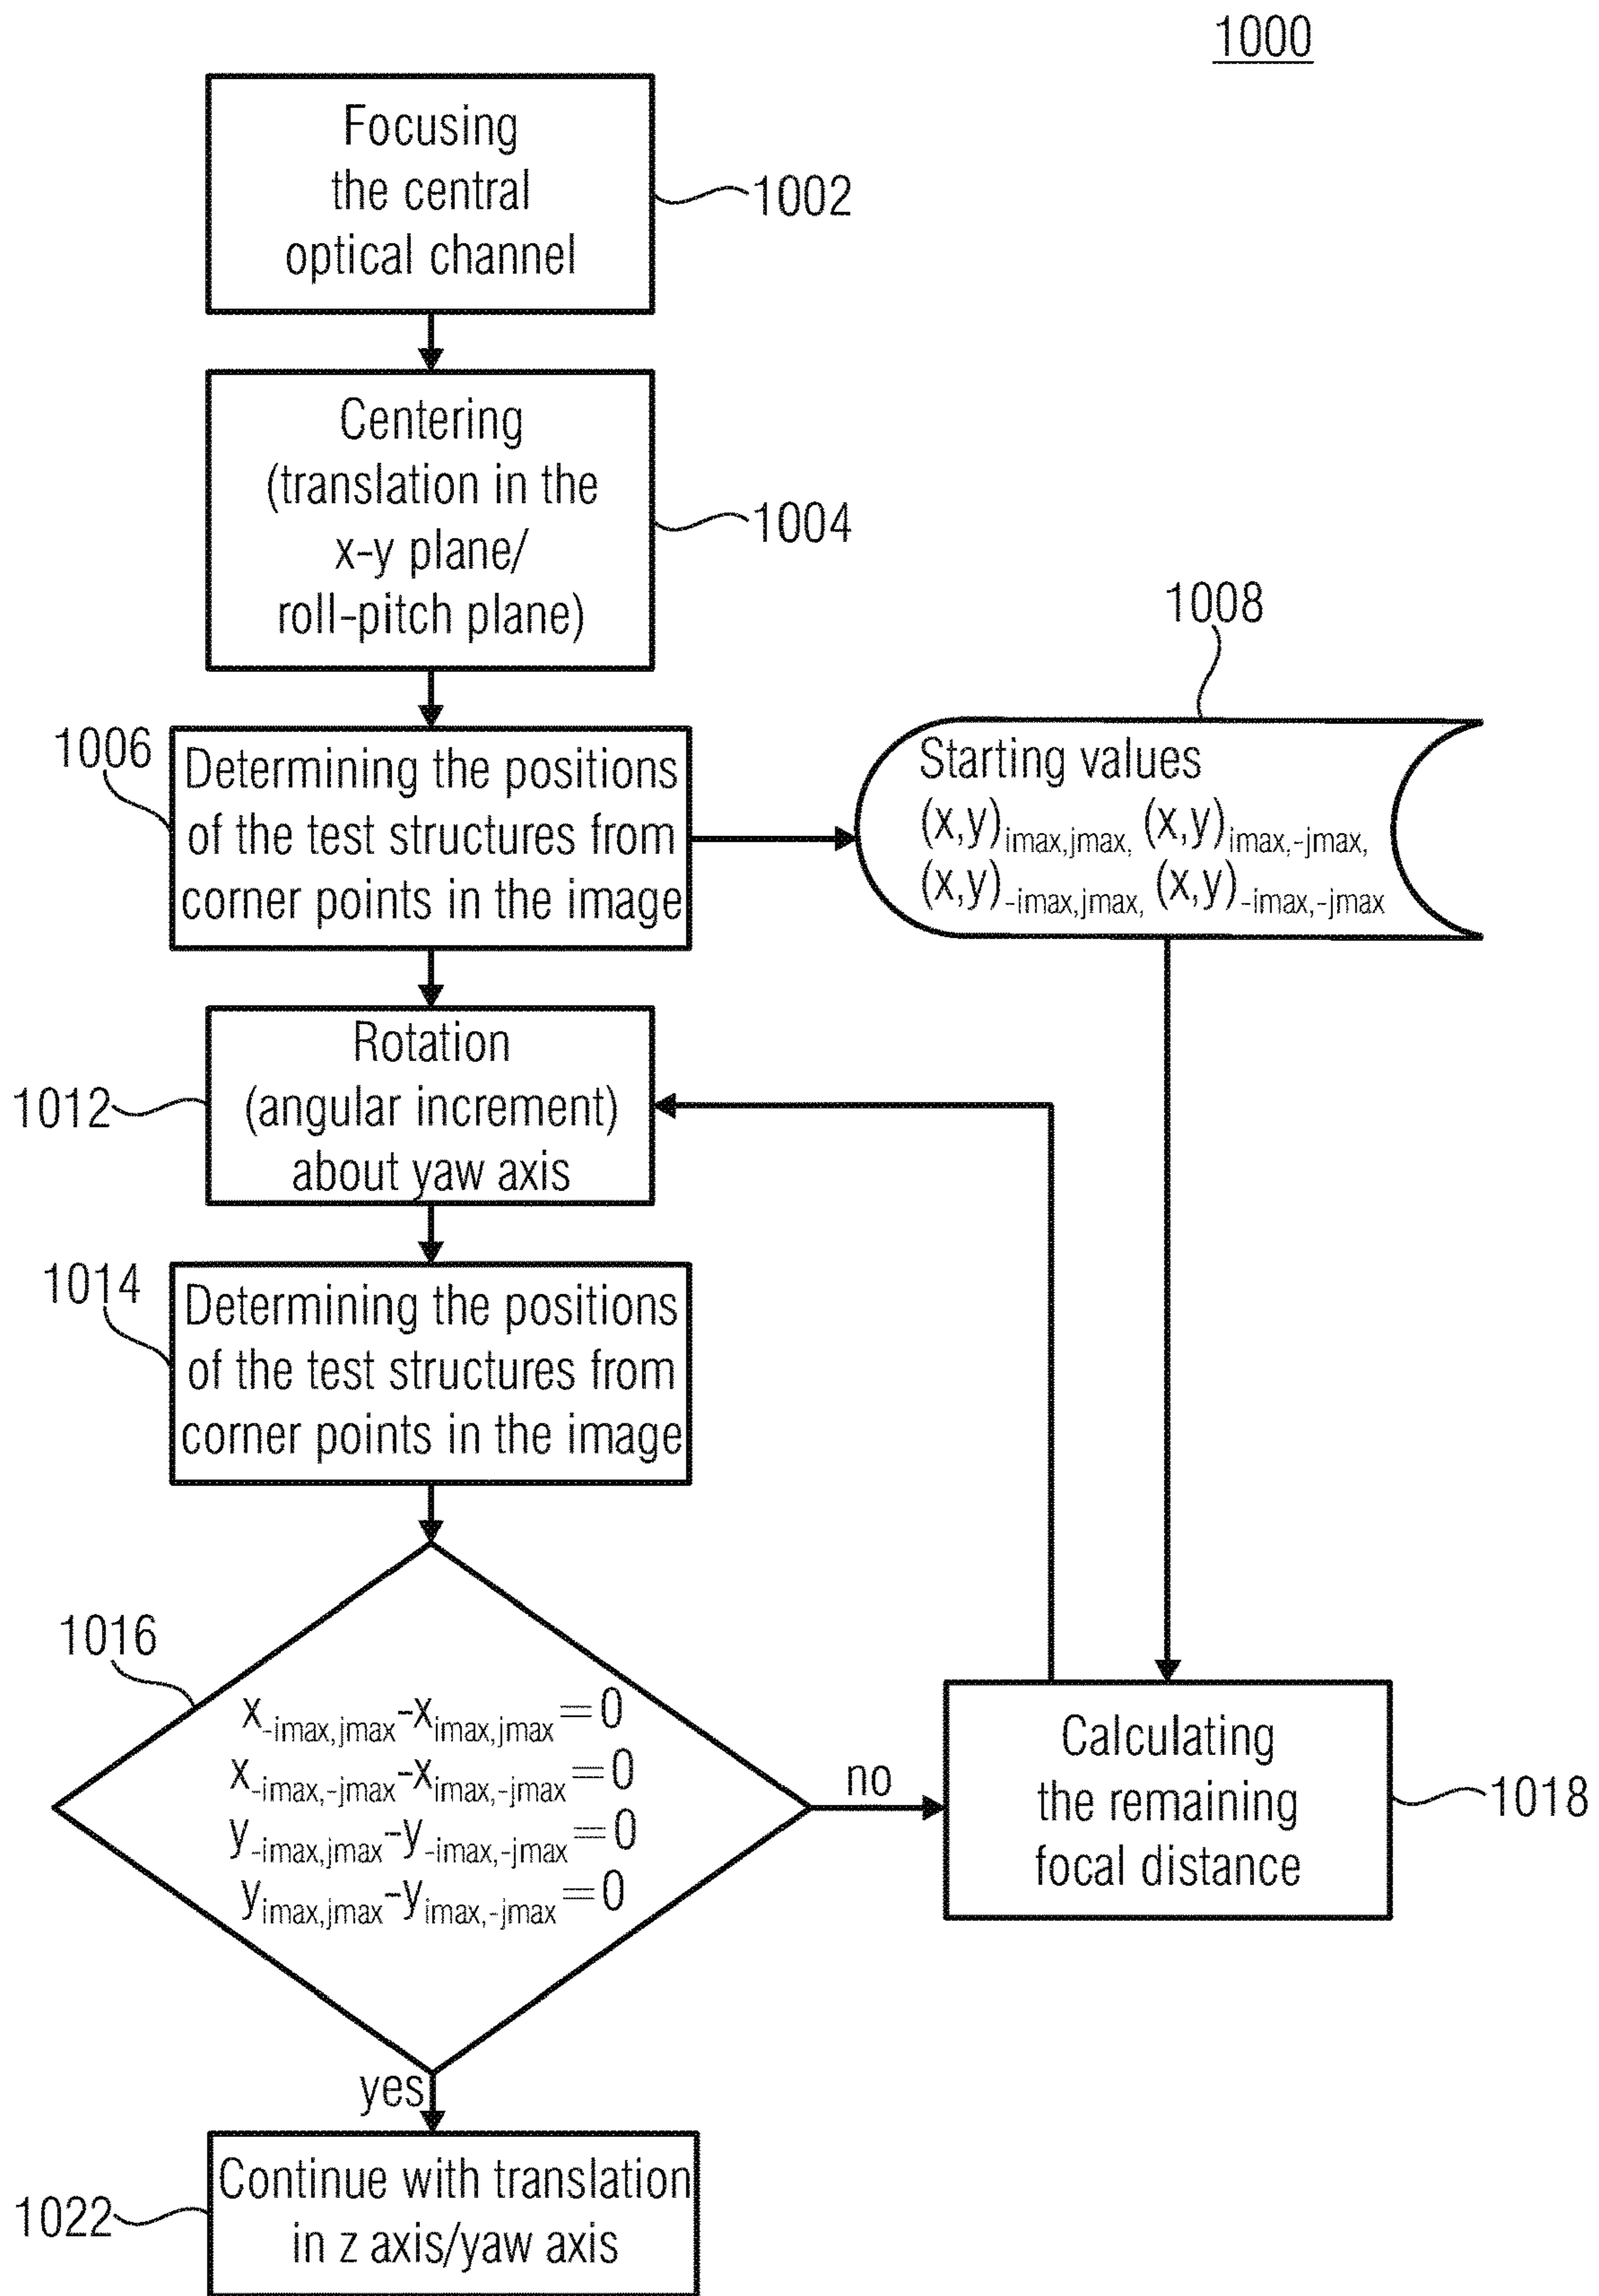 1000
Focusing
the central
optical channel
1002
Centering
(translation in the
x-y plane/
roll-pitch plane)
1004
1008
1006
Determining the positions
of the test structures from
corner points in the image
Starting values
(x,y)imax,jmax, (x,y)imax,-jmax,
(x,y)-imax,jmax, (x,y)-imax,-jmax
1012
Rotation
(angular increment)
about yaw axis
1014
Determining the positions
of the test structures from
corner points in the image
1016
x-imax,jmax-ximax,jmax=0
x-imax,-jmax-ximax,-jmax=0
y-imax,jmax-y-imax,-jmax=0
yimax,jmax-yimax,-jmax=0
no
Calculating
the remaining
focal distance
1018
yes
1022
Continue with translation
in z axis/yaw axis